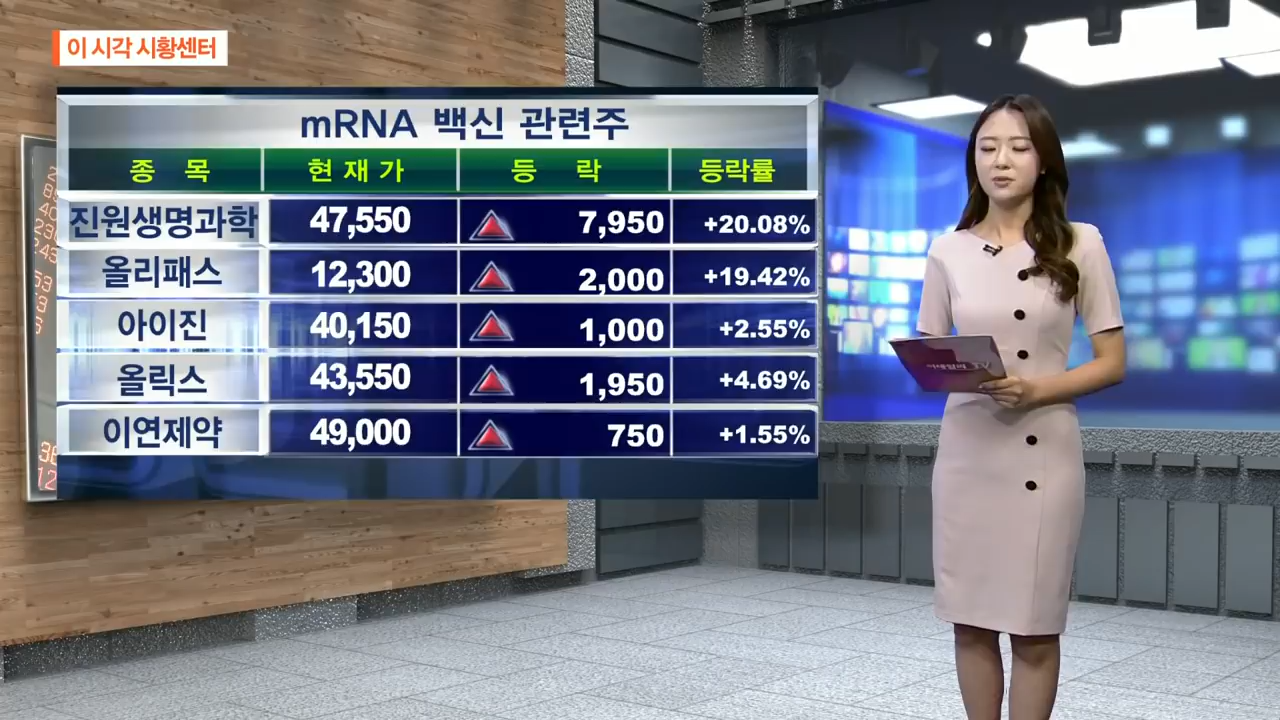 이 시각 시황센터
mRNA 백신 관련주
종 목 현 재 가 등 락 등락률
진원생명과학 47,550 ▲ 7,950 +20.08%
올리패스 12,300 ▲ 2,000 +19.42%
아이진 40,150 ▲ 1,000 +2.55%
올릭스 43,550 ▲ 1,950 +4.69%
이연제약 49,000 ▲ 750 +1.55%